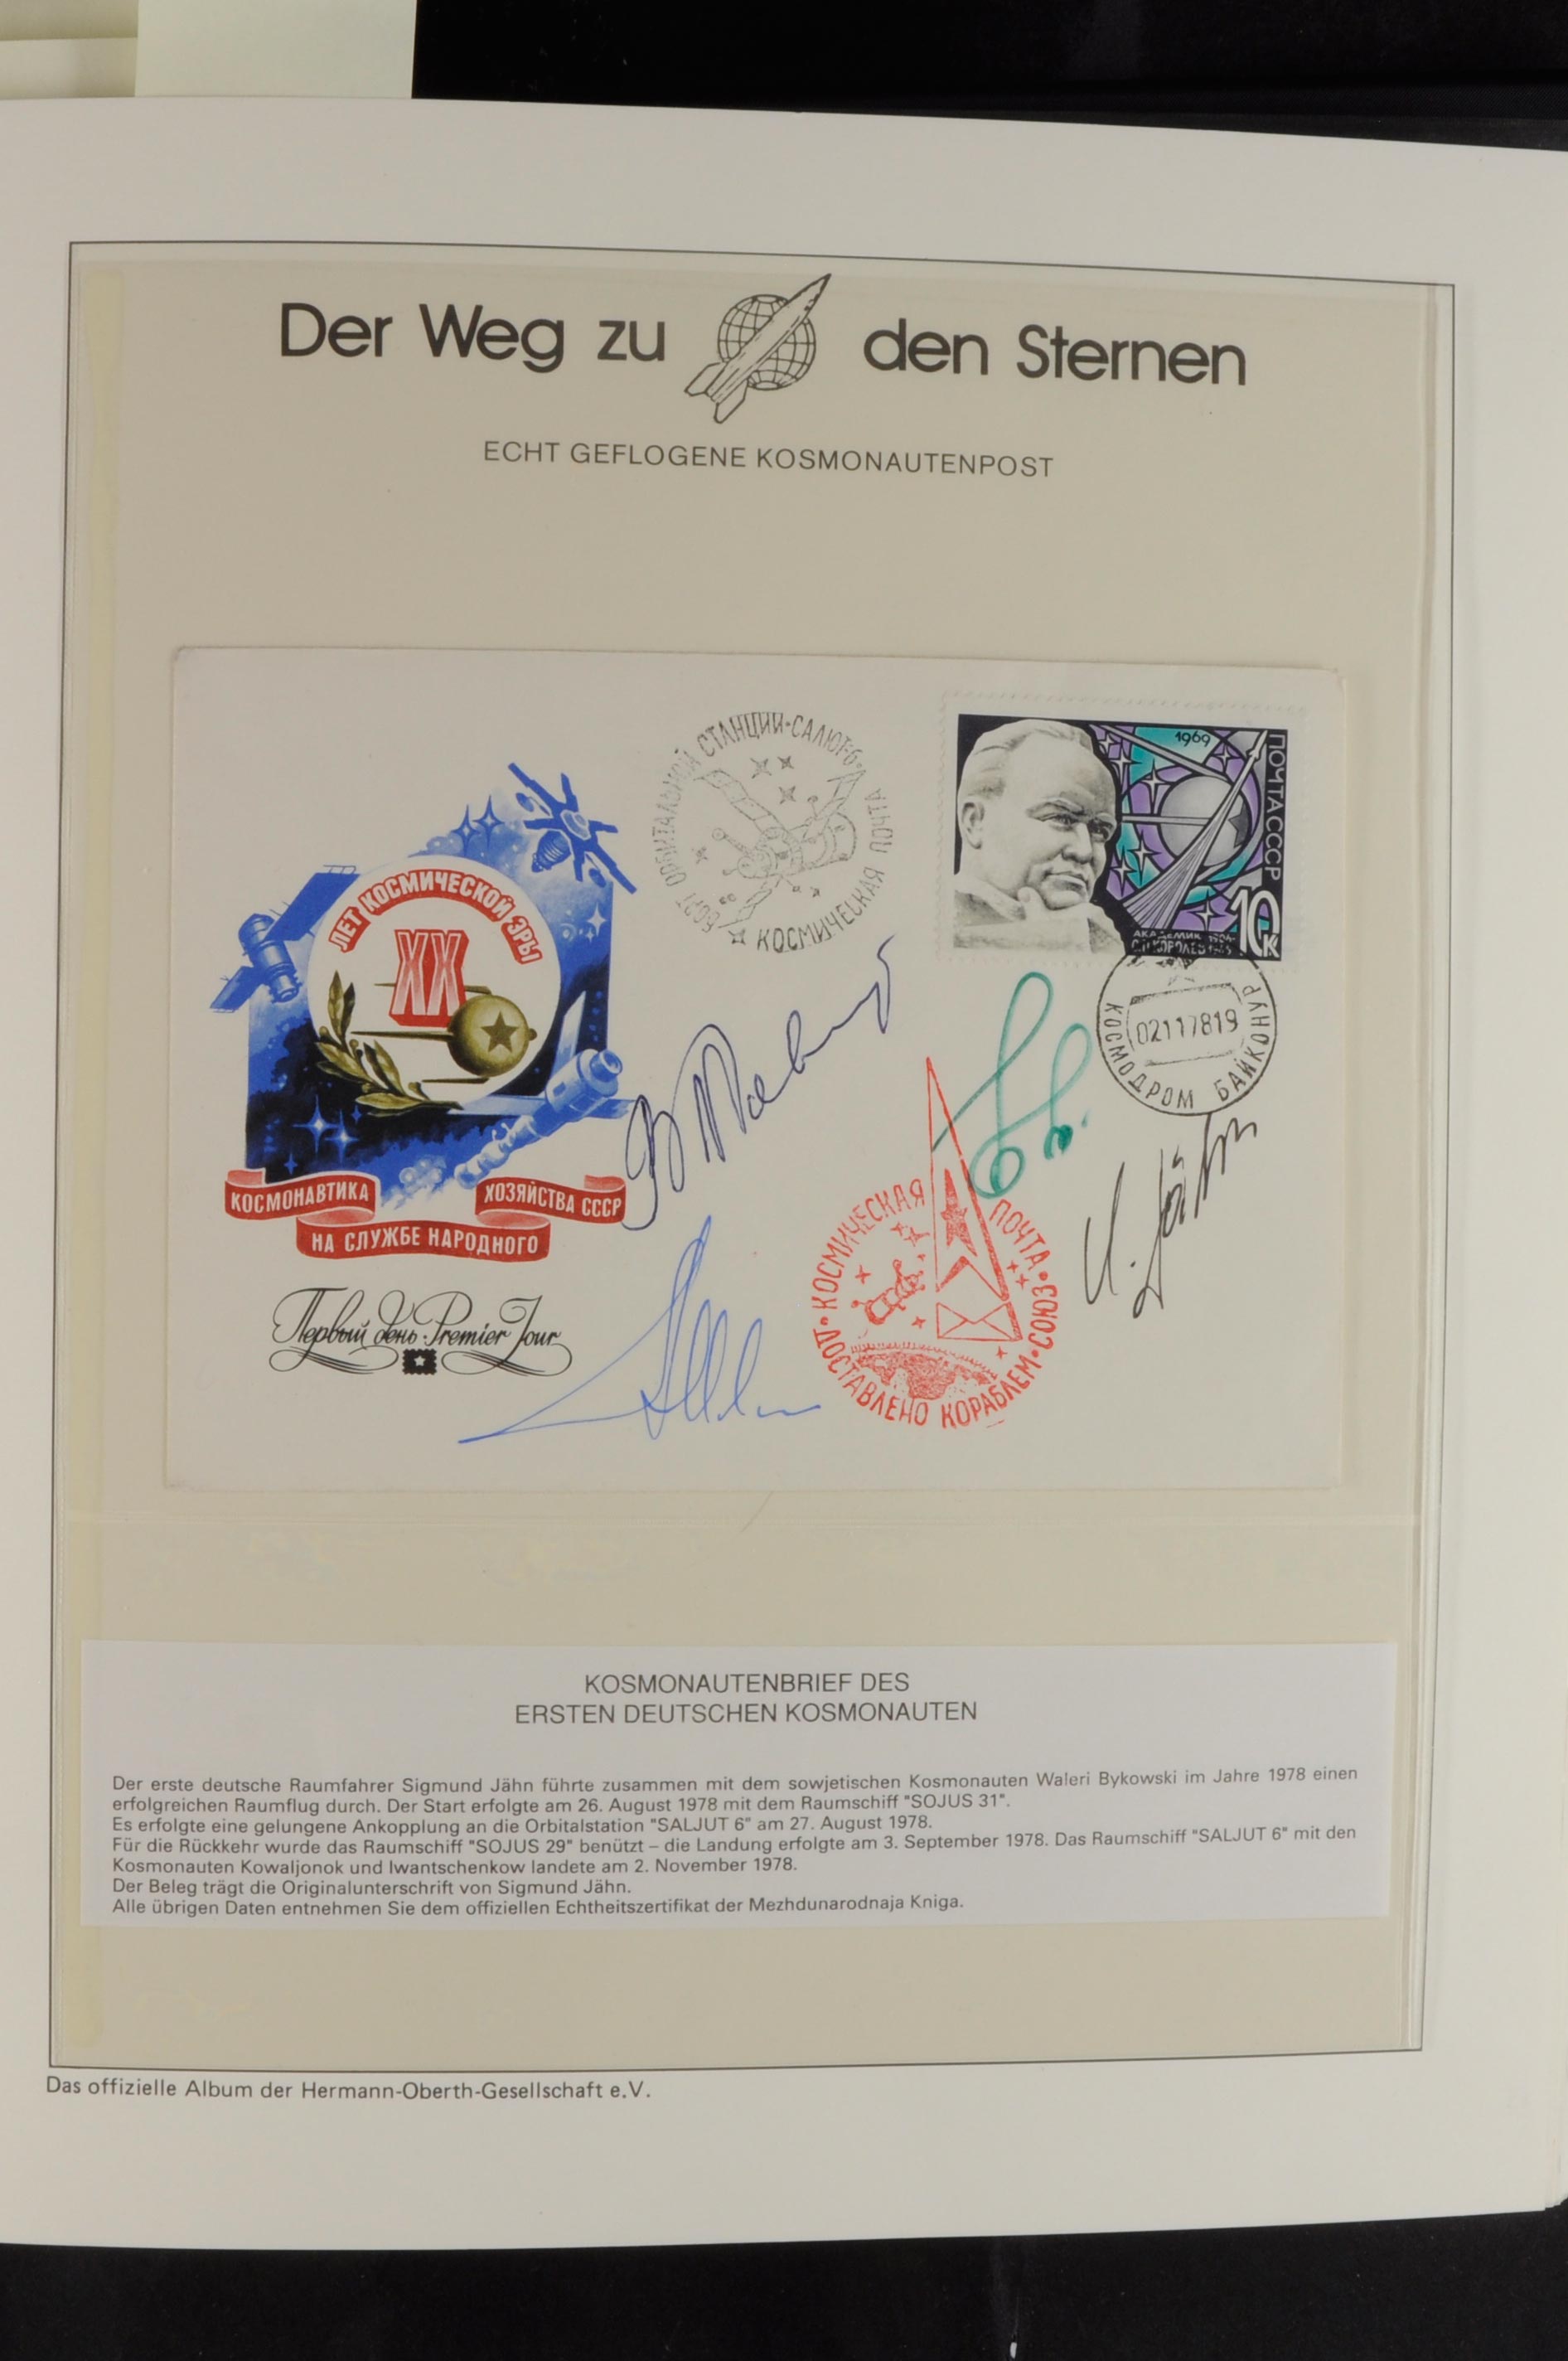 Der Weg zu den Sternen
ECHT GEFLOGENE KOSMONAUTENPOST
БОРТ ОРБИТАЛЬНОЙ СТАНЦИИ•САЛЮТ-6•
КОСМИЧЕСКАЯ ПОЧТА
1969
ПОЧТА СССР
АКАДЕМИК
С.П. КОРОЛЕВ
10 К
ЛЕТ КОСМИЧЕСКОЙ ЭРЫ
XX
КОСМОДРОМ БАЙКОНУР
02117819
КОСМОНАВТИКА
НА СЛУЖБЕ НАРОДНОГО
ХОЗЯЙСТВА СССР
Первый день·Premier Jour
•КОСМИЧЕСКАЯ ПОЧТА•
ДОСТАВЛЕНО КОРАБЛЕМ•СОЮЗ•
KOSMONAUTENBRIEF DES
ERSTEN DEUTSCHEN KOSMONAUTEN
Der erste deutsche Raumfahrer Sigmund Jähn führte zusammen mit dem sowjetischen Kosmonauten Waleri Bykowski im Jahre 1978 einen
erfolgreichen Raumflug durch. Der Start erfolgte am 26. August 1978 mit dem Raumschiff "SOJUS 31".
Es erfolgte eine gelungene Ankopplung an die Orbitalstation "SALJUT 6" am 27. August 1978.
Für die Rückkehr wurde das Raumschiff "SOJUS 29" benützt – die Landung erfolgte am 3. September 1978. Das Raumschiff "SALJUT 6" mit den
Kosmonauten Kowaljonok und Iwantschenkow landete am 2. November 1978.
Der Beleg trägt die Originalunterschrift von Sigmund Jähn.
Alle übrigen Daten entnehmen Sie dem offiziellen Echtheitszertifikat der Mezhdunarodnaja Kniga.
Das offizielle Album der Hermann-Oberth-Gesellschaft e.V.